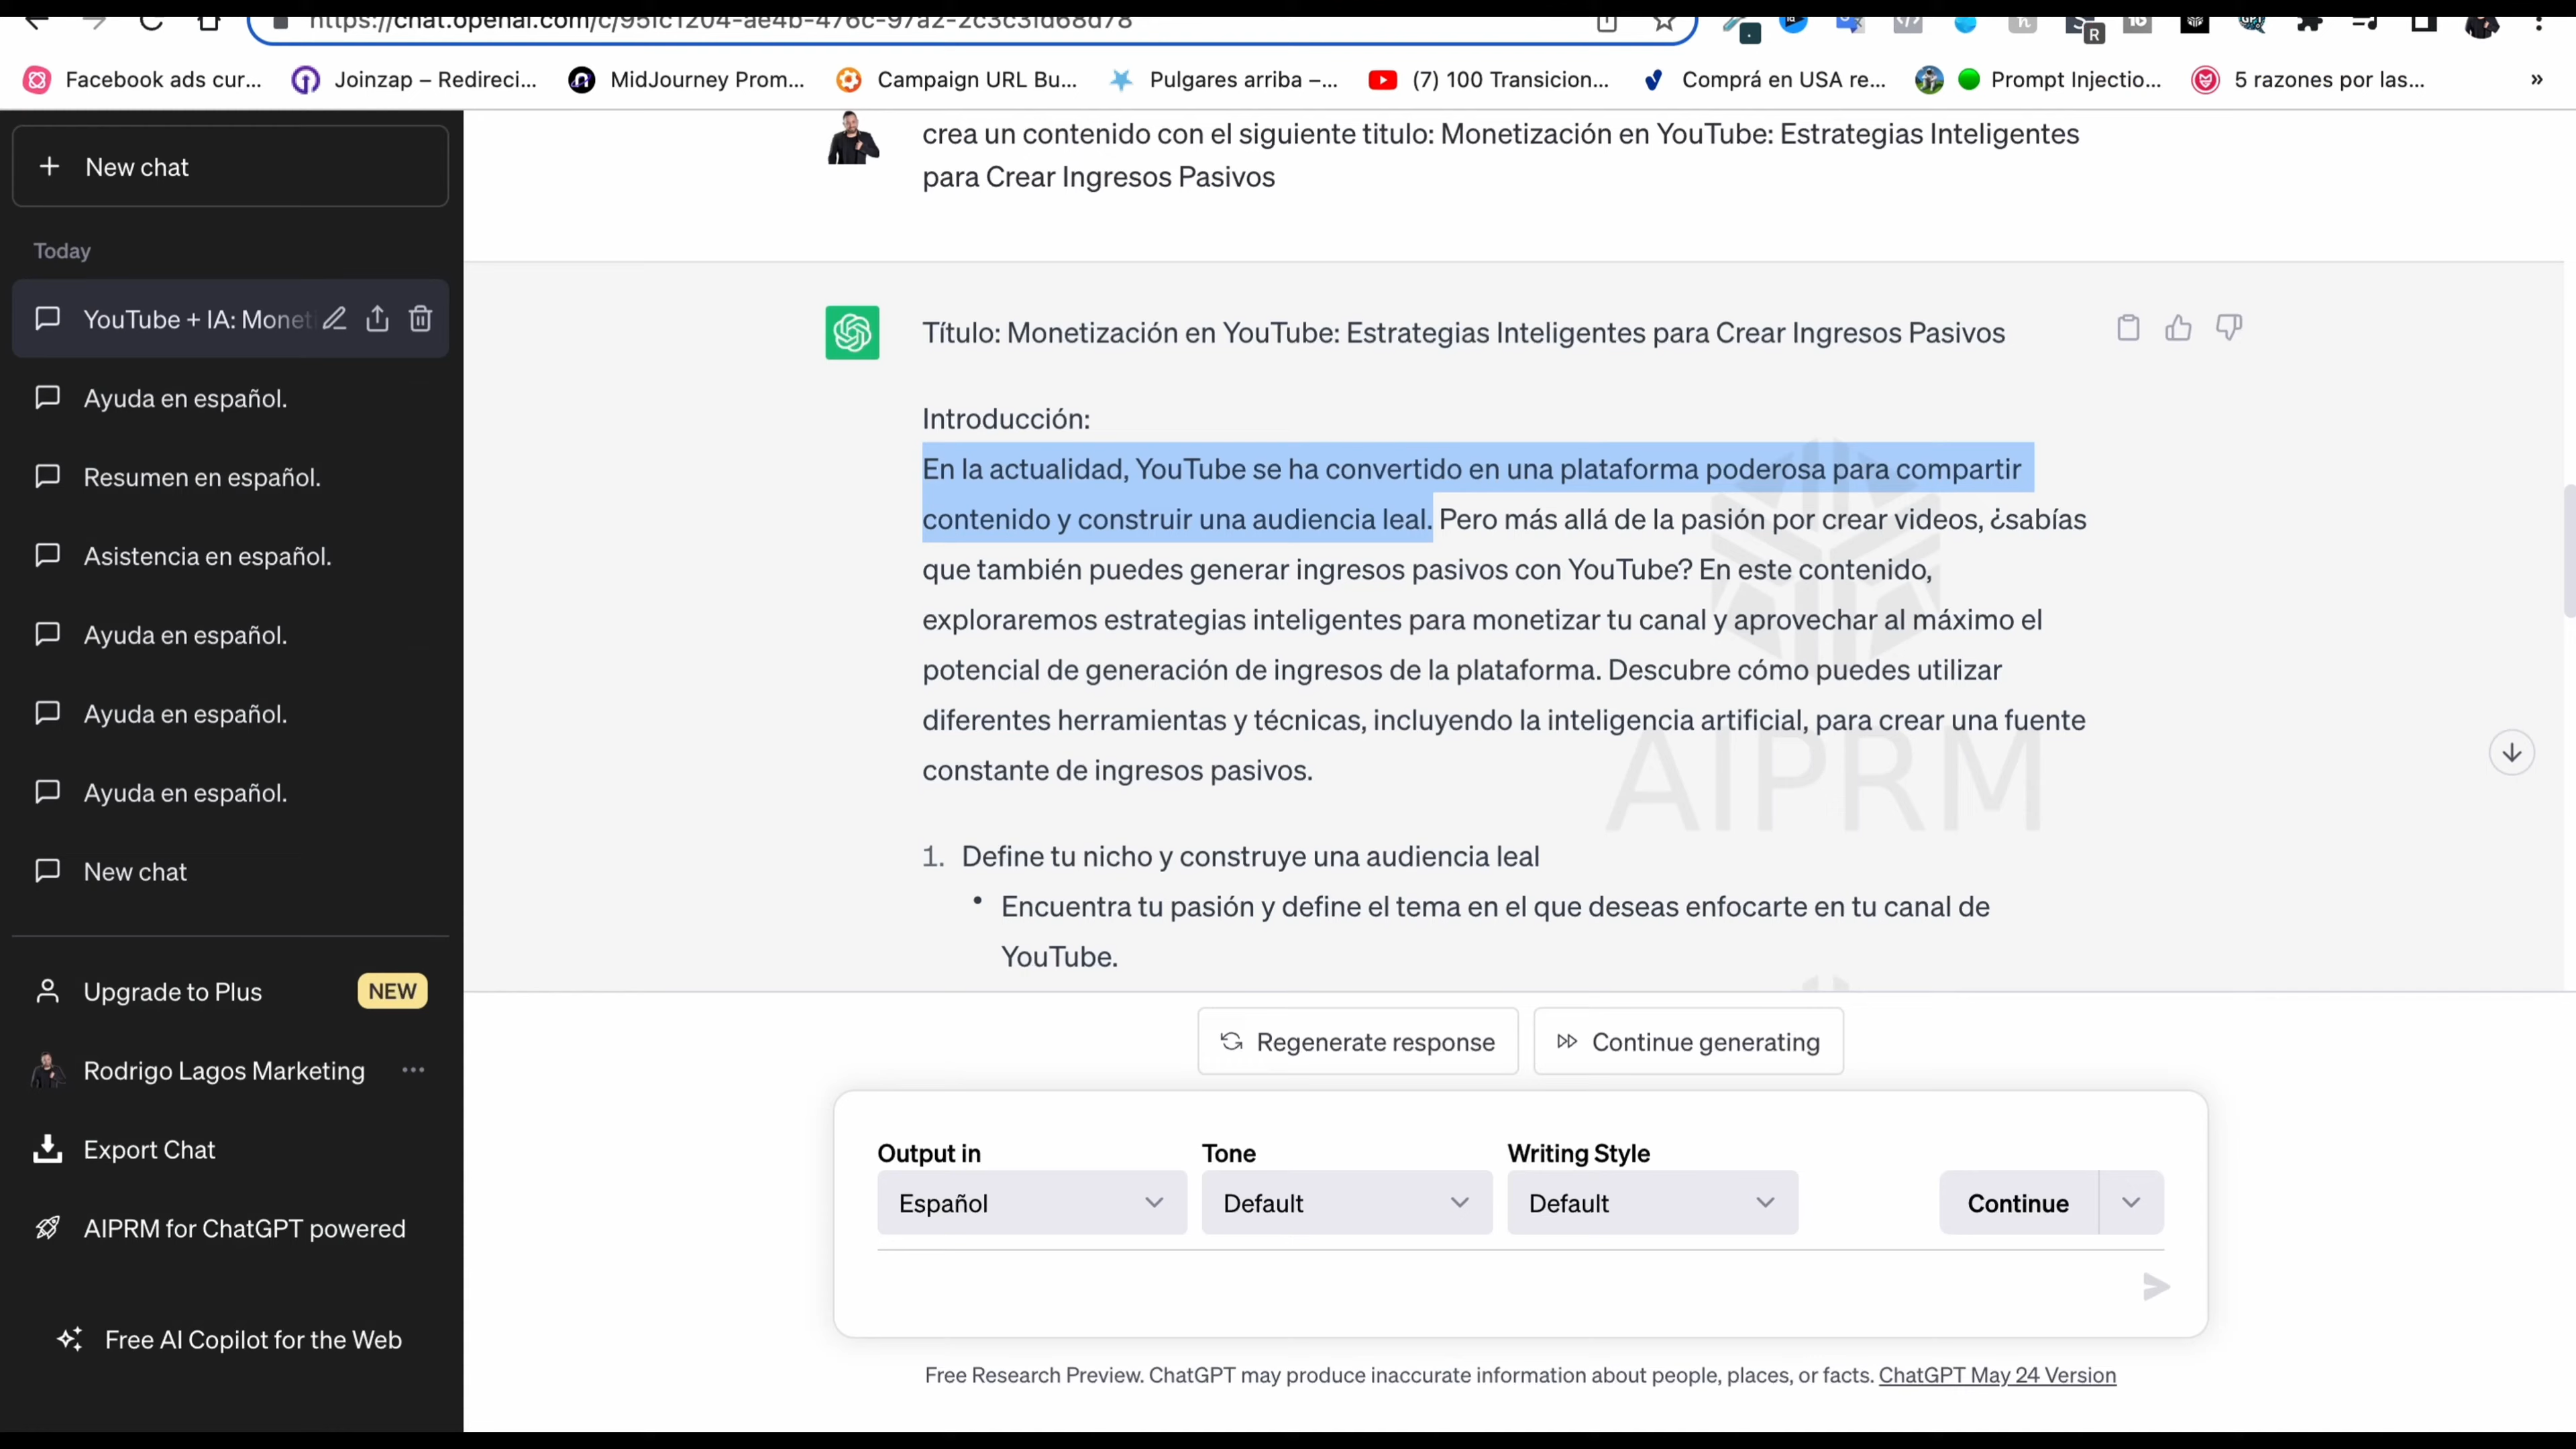 https://chat.openai.com/c/951c1204-ae4b-476c-97a2-2c3c3fd68d78
Facebook ads cur...
Joinzap – Redireci...
MidJourney Prom...
Campaign URL Bu...
Pulgares arriba –...
(7) 100 Transicion...
Comprá en USA re...
Prompt Injectio...
5 razones por las...
»
New chat
Today
YouTube + IA: Monet
Ayuda en español.
Resumen en español.
Asistencia en español.
Ayuda en español.
Ayuda en español.
Ayuda en español.
New chat
Upgrade to Plus
NEW
Rodrigo Lagos Marketing
Export Chat
AIPRM for ChatGPT powered
Free AI Copilot for the Web
crea un contenido con el siguiente titulo: Monetización en YouTube: Estrategias Inteligentes
para Crear Ingresos Pasivos
Título: Monetización en YouTube: Estrategias Inteligentes para Crear Ingresos Pasivos
Introducción:
En la actualidad, YouTube se ha convertido en una plataforma poderosa para compartir
contenido y construir una audiencia leal. Pero más allá de la pasión por crear videos, ¿sabías
que también puedes generar ingresos pasivos con YouTube? En este contenido,
exploraremos estrategias inteligentes para monetizar tu canal y aprovechar al máximo el
potencial de generación de ingresos de la plataforma. Descubre cómo puedes utilizar
diferentes herramientas y técnicas, incluyendo la inteligencia artificial, para crear una fuente
constante de ingresos pasivos.
AIPRM
1. Define tu nicho y construye una audiencia leal
• Encuentra tu pasión y define el tema en el que deseas enfocarte en tu canal de
YouTube.
Regenerate response
Continue generating
Output in
Tone
Writing Style
Español
Default
Default
Continue
Free Research Preview. ChatGPT may produce inaccurate information about people, places, or facts. ChatGPT May 24 Version